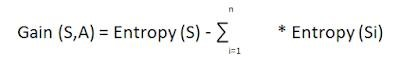 n
Gain (S,A) = Entropy (S) - ∑ * Entropy (Si)
i=1